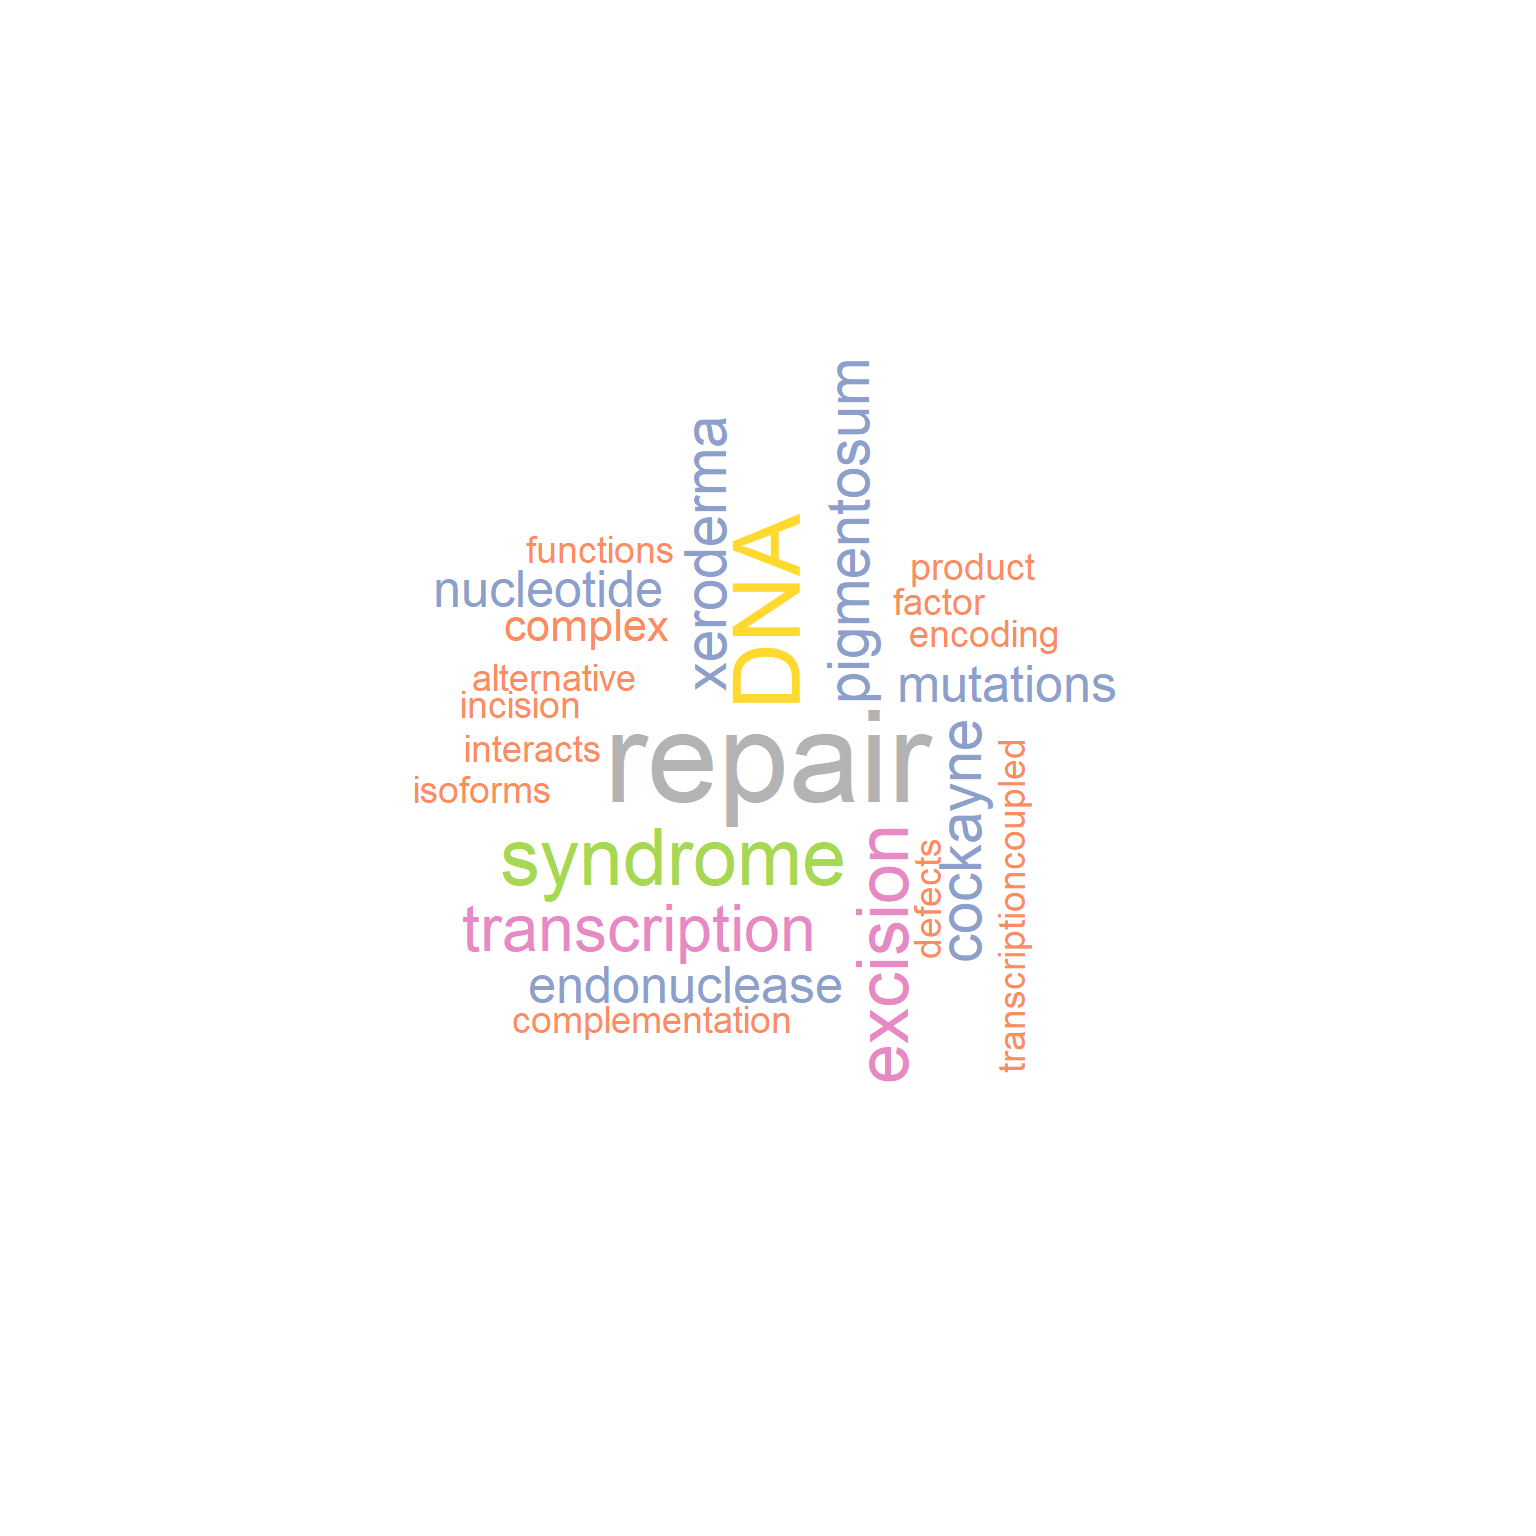 pigmentosum
xeroderma
DNA
functions
nucleotide
complex
product
factor
encoding
alternative
incision
mutations
interacts
isoforms
repair
cockayne
transcriptioncoupled
syndrome
excision
defects
transcription
endonuclease
complementation